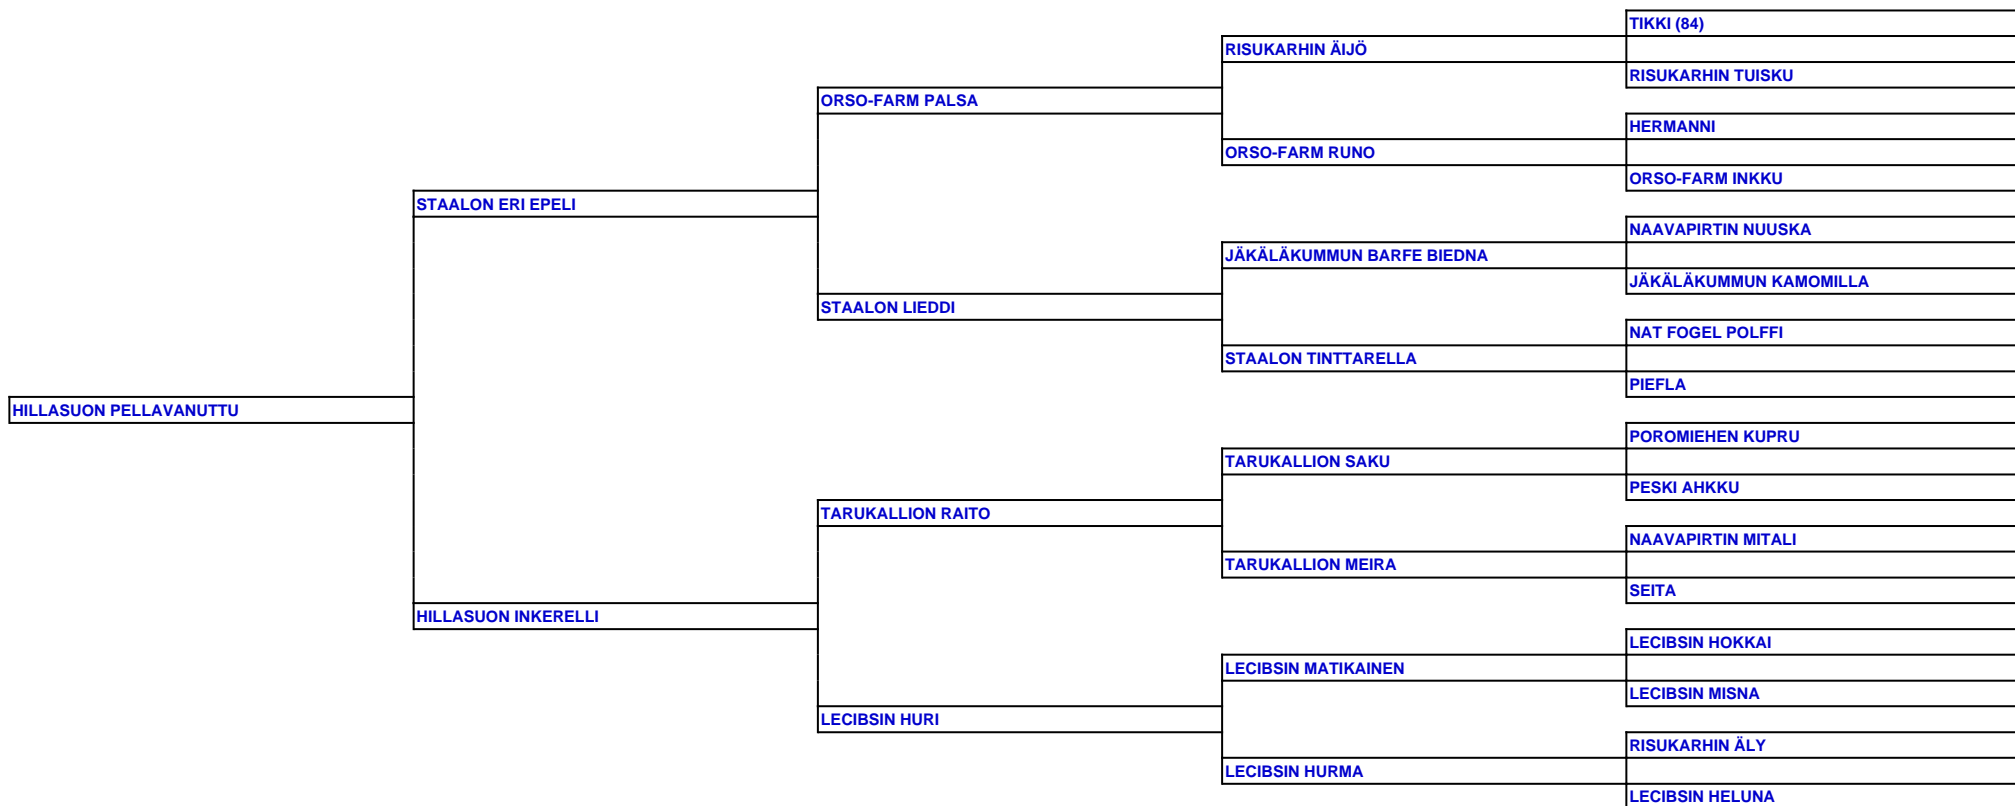 TIKKI (84)
RISUKARHIN ÄIJÖ
RISUKARHIN TUISKU
ORSO-FARM PALSA
HERMANNI
ORSO-FARM RUNO
ORSO-FARM INKKU
STAALON ERI EPELI
NAAVAPIRTIN NUUSKA
JÄKÄLÄKUMMUN BARFE BIEDNA
JÄKÄLÄKUMMUN KAMOMILLA
STAALON LIEDDI
NAT FOGEL POLFFI
STAALON TINTTARELLA
PIEFLA
HILLASUON PELLAVANUTTU
POROMIEHEN KUPRU
TARUKALLION SAKU
PESKI AHKKU
TARUKALLION RAITO
NAAVAPIRTIN MITALI
TARUKALLION MEIRA
SEITA
HILLASUON INKERELLI
LECIBSIN HOKKAI
LECIBSIN MATIKAINEN
LECIBSIN MISNA
LECIBSIN HURI
RISUKARHIN ÄLY
LECIBSIN HURMA
LECIBSIN HELUNA